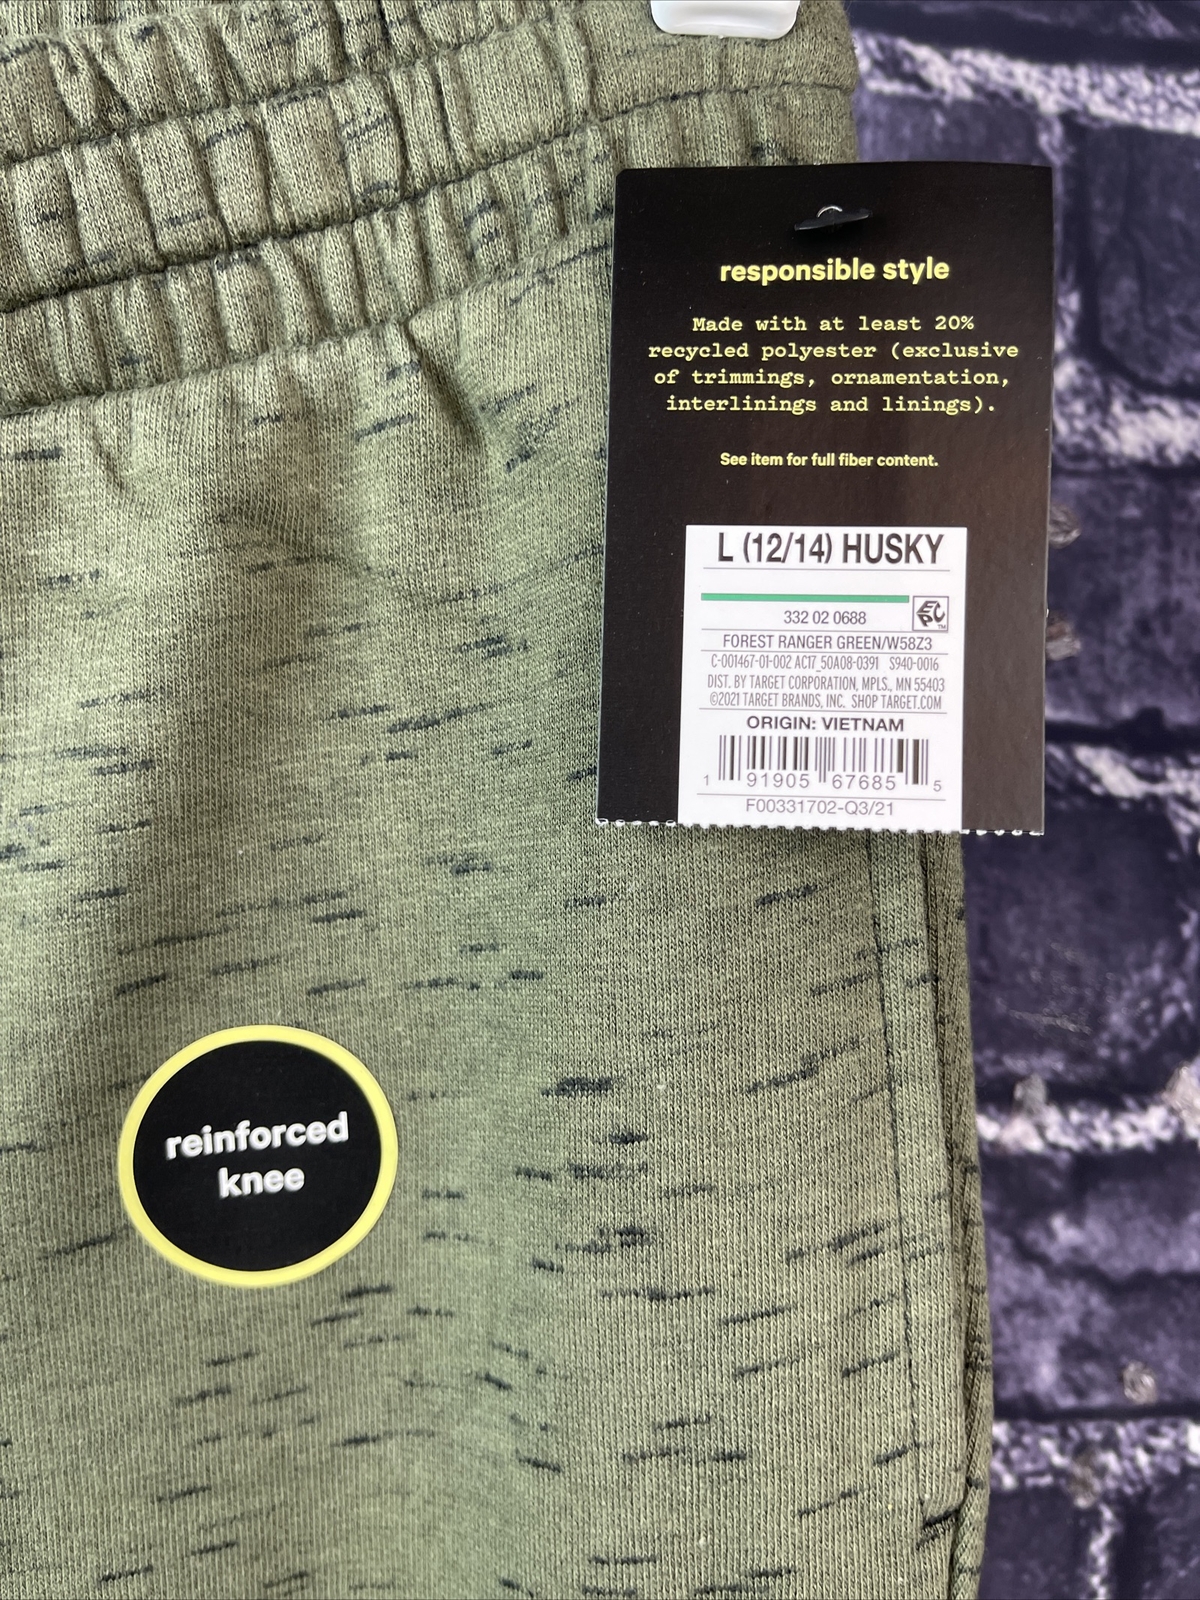 responsible style
Made with at least 20%
recycled polyester (exclusive
of trimmings, ornamentation,
interlinings and linings).
See item for full fiber content.
L (12/14) HUSKY
332 02 0688
FOREST RANGER GREEN/W58Z3
C-001467-01-002 AC17_50A08-0391 S940-0016
DIST. BY TARGET CORPORATION, MPLS., MN 55403
©2021 TARGET BRANDS, INC. SHOP TARGET.COM
ORIGIN: VIETNAM
1 91905 67685 5
F00331702-Q3/21
reinforced
knee